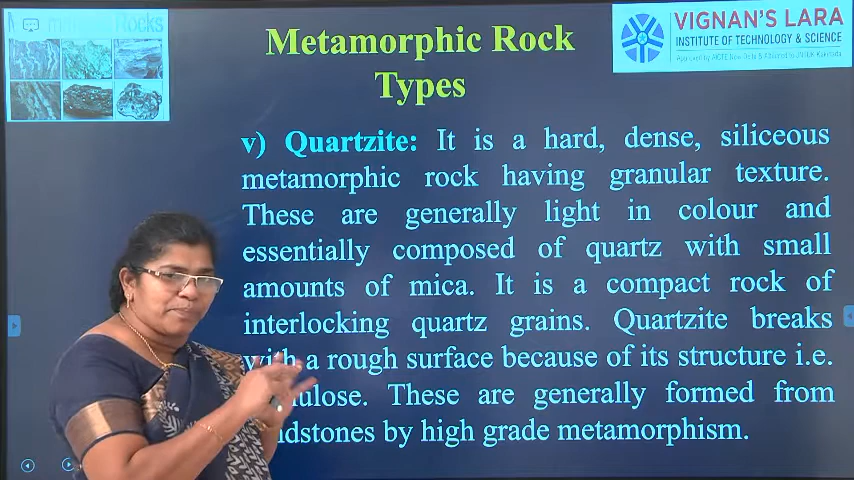 Metamorphic Rocks
Metamorphic Rock
Types
VIGNAN'S LARA
INSTITUTE OF TECHNOLOGY & SCIENCE
v) Quartzite: It is a hard, dense, siliceous
metamorphic rock having granular texture.
These are generally light in colour and
essentially composed of quartz with small
amounts of mica. It is a compact rock of
interlocking quartz grains. Quartzite breaks
with a rough surface because of its structure i.e.
These are generally formed from
by high grade metamorphism.